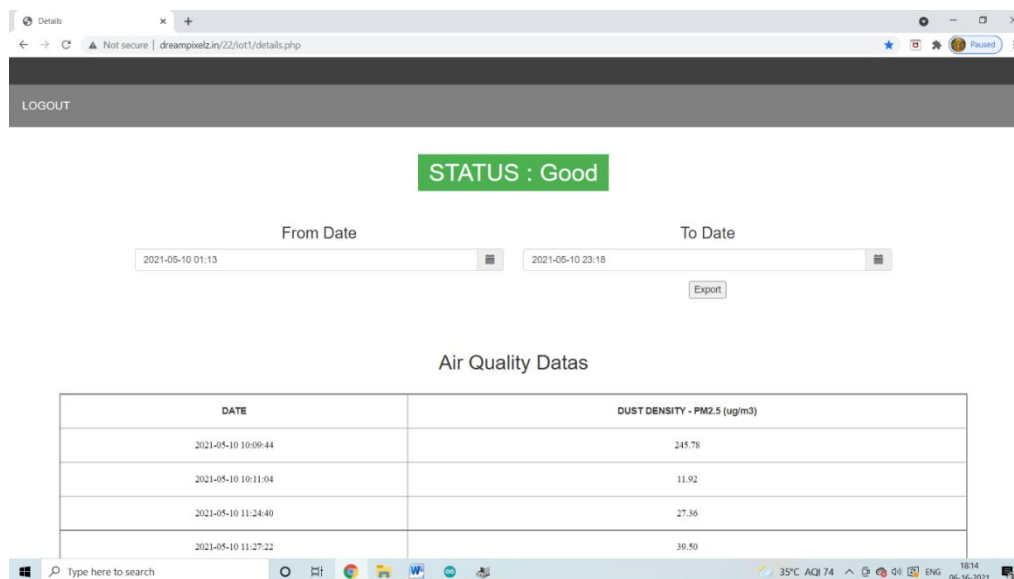 Details
Not secure | dreampixelz.in/22/iot1/details.php
Paused
LOGOUT
STATUS : Good
From Date To Date
2021-05-10 01:13 2021-05-10 23:18
Export
Air Quality Datas
DATE DUST DENSITY - PM2.5 (ug/m3)
2021-05-10 10:09:44 245.78
2021-05-10 10:11:04 11.92
2021-05-10 11:24:40 27.36
2021-05-10 11:27:22 39.50
Type here to search 35°C AQI 74 ENG 18:14
06-16-2021